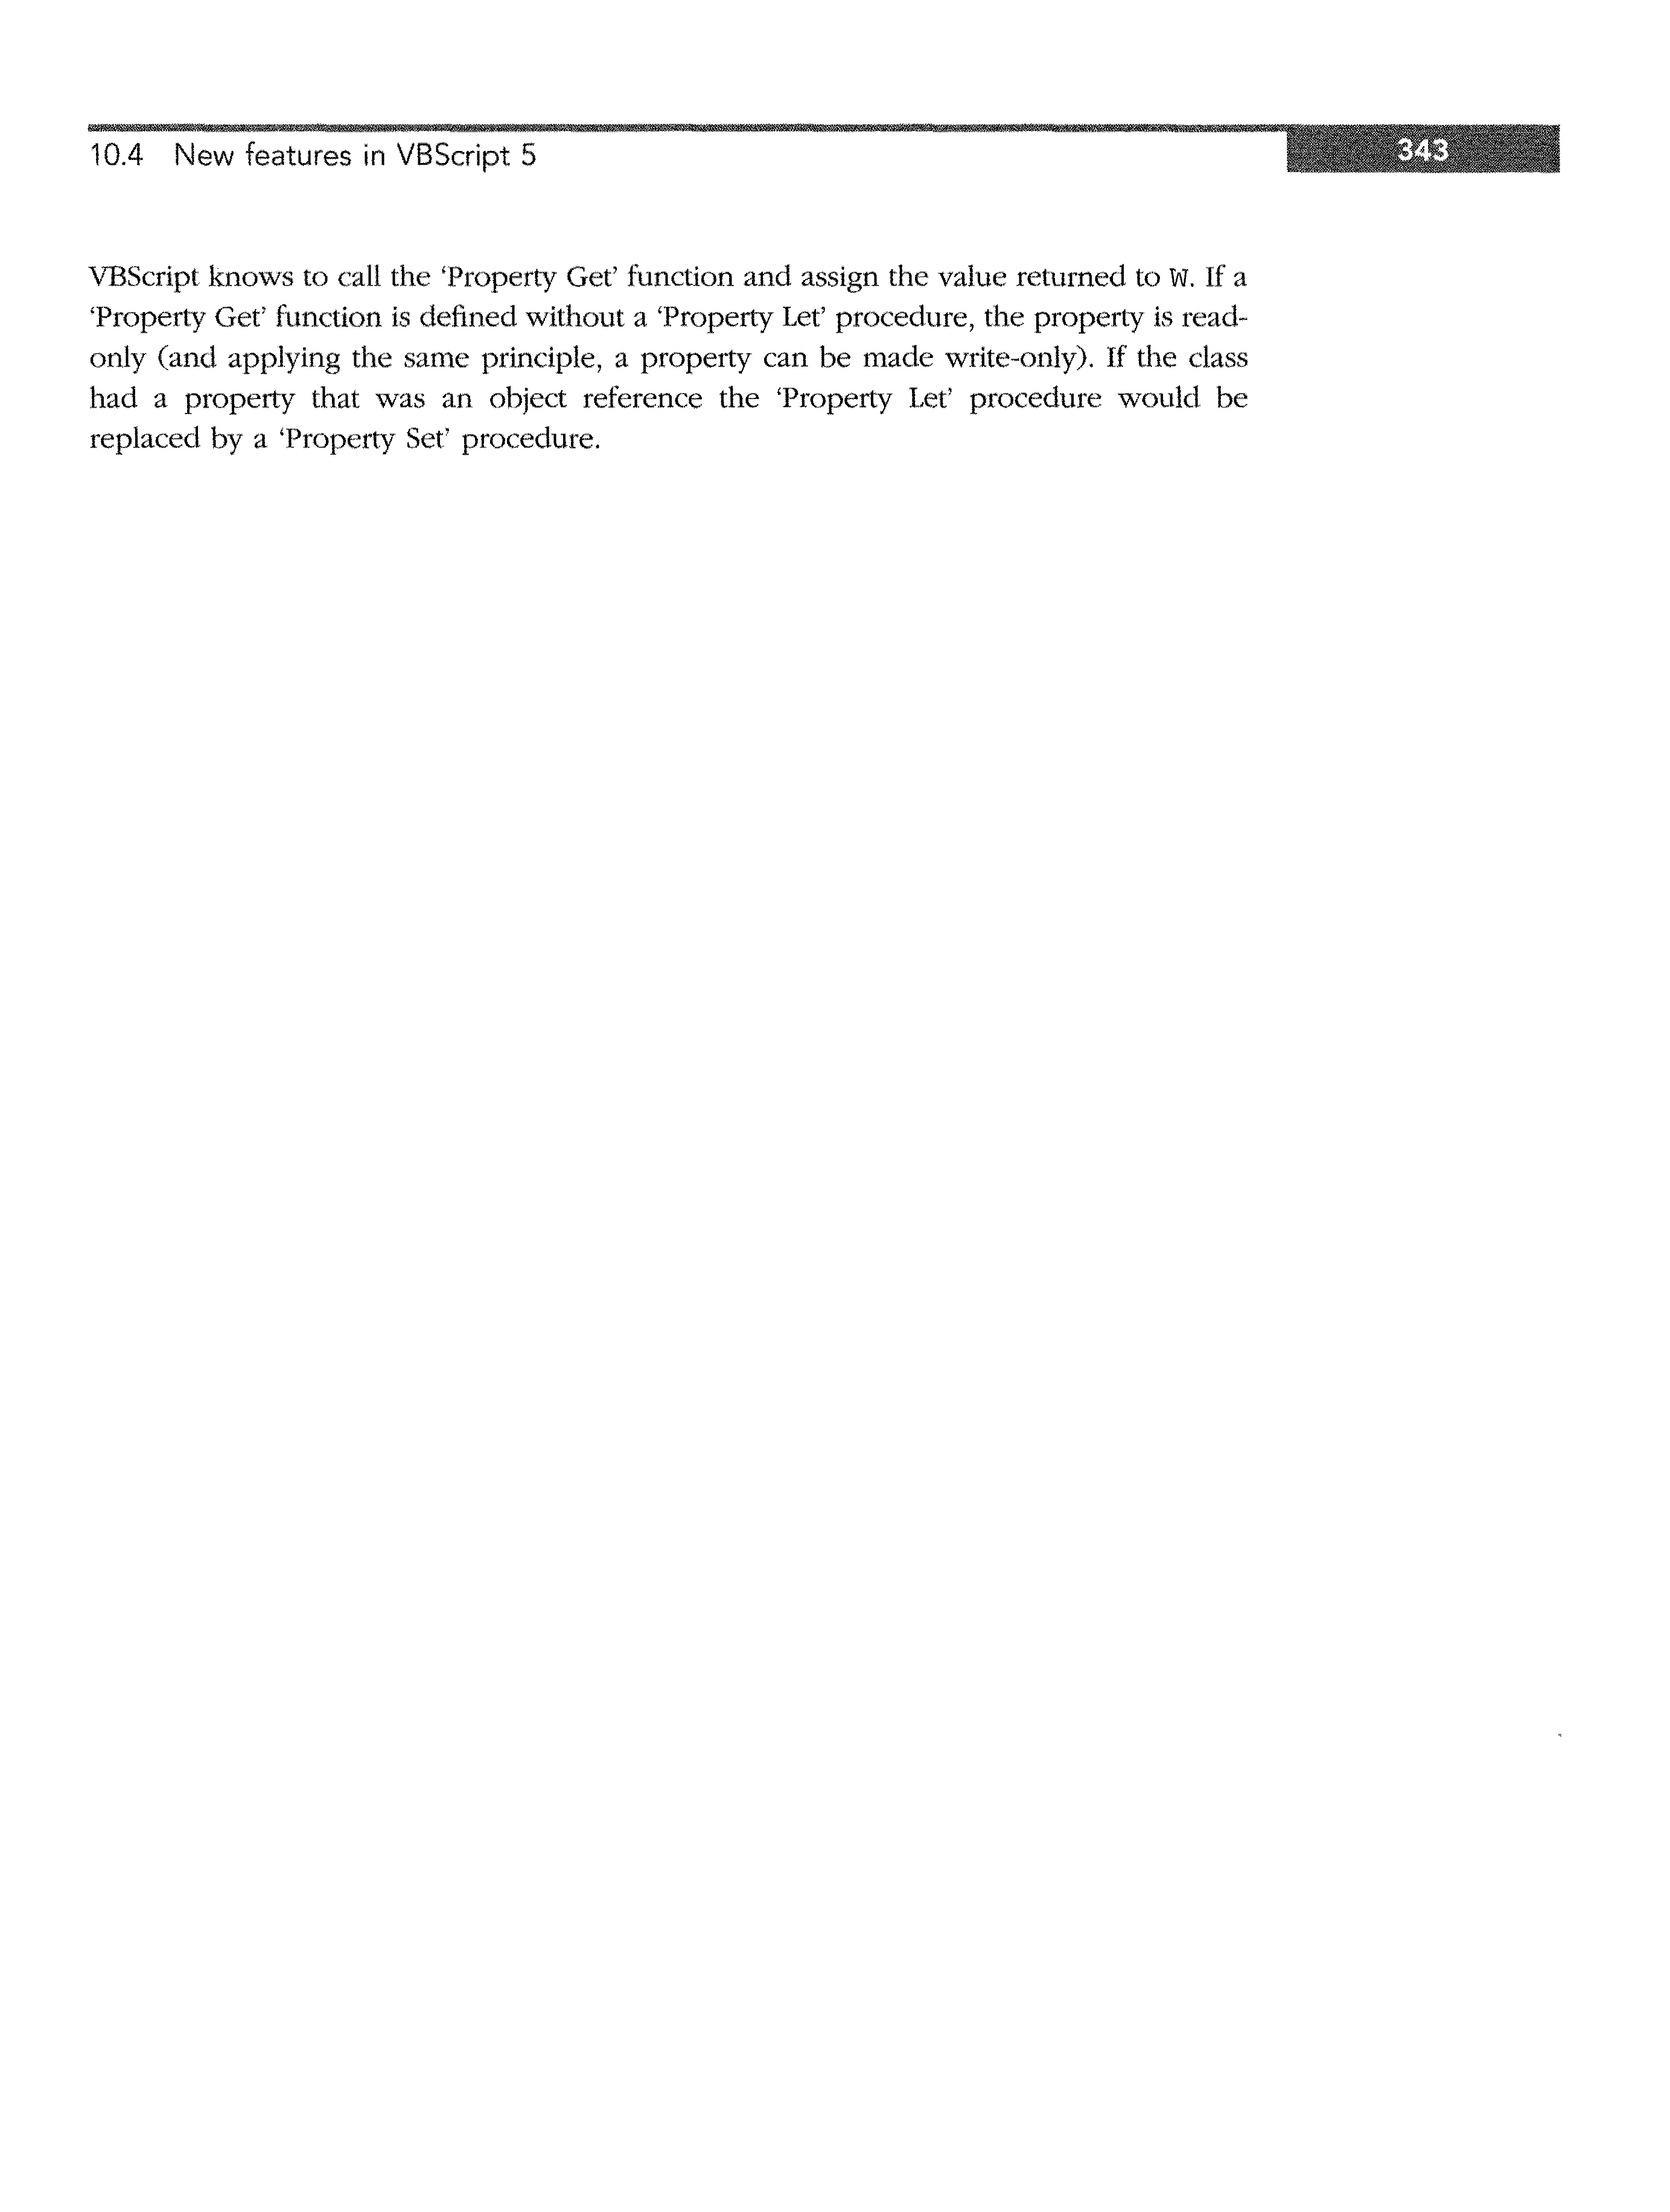 10.4 New features in VBScript 5
343
VBScript knows to call the ‘Property Get’ function and assign the value returned to W. If a
‘Property Get’ function is defined without a ‘Property Let’ procedure, the property is read-
only (and applying the same principle, a property can be made write-only). If the class
had a property that was an object reference the ‘Property Let’ procedure would be
replaced by a ‘Property Set’ procedure.